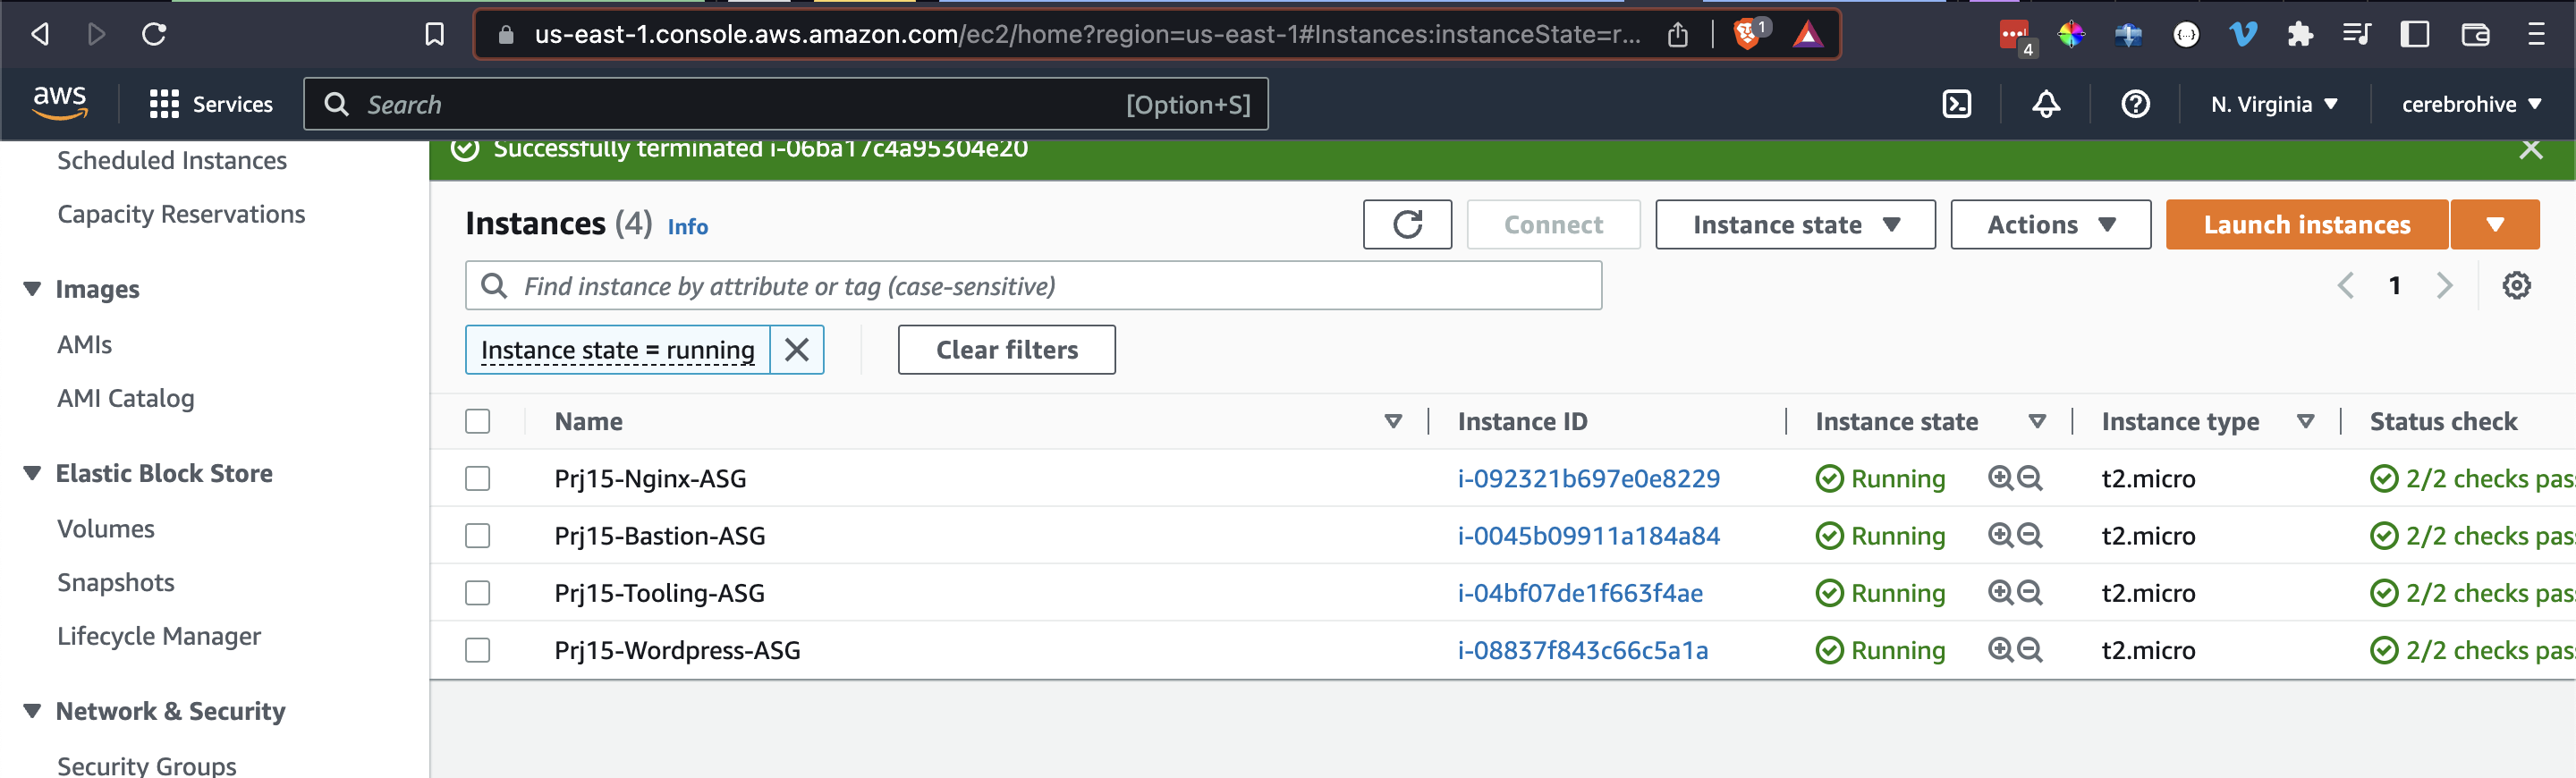 us-east-1.console.aws.amazon.com/ec2/home?region=us-east-1#Instances:instanceState=r...
1
4
aws
Services
Search
[Option+S]
N. Virginia
cerebrohive
Scheduled Instances
Capacity Reservations
Images
AMIs
AMI Catalog
Elastic Block Store
Volumes
Snapshots
Lifecycle Manager
Network & Security
Security Groups
Successfully terminated i-06ba17c4a95304e20
Instances (4) Info
Connect
Instance state
Actions
Launch instances
Find instance by attribute or tag (case-sensitive)
1
Instance state = running
Clear filters
Name Instance ID Instance state Instance type Status check
Prj15-Nginx-ASG i-092321b697e0e8229 Running t2.micro 2/2 checks pas
Prj15-Bastion-ASG i-0045b09911a184a84 Running t2.micro 2/2 checks pas
Prj15-Tooling-ASG i-04bf07de1f663f4ae Running t2.micro 2/2 checks pas
Prj15-Wordpress-ASG i-08837f843c66c5a1a Running t2.micro 2/2 checks pas